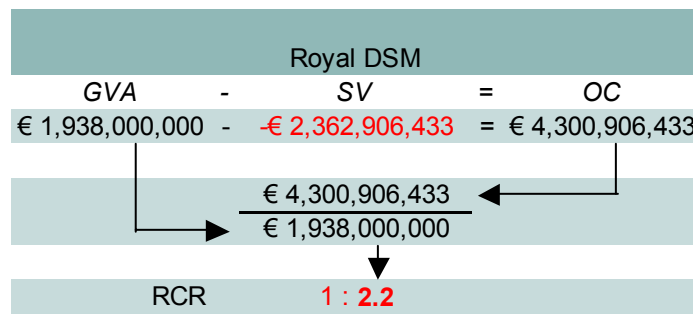 Royal DSM
GVA - SV = OC
€ 1,938,000,000 - -€ 2,362,906,433 = € 4,300,906,433
€ 4,300,906,433
€ 1,938,000,000
RCR 1 : 2.2